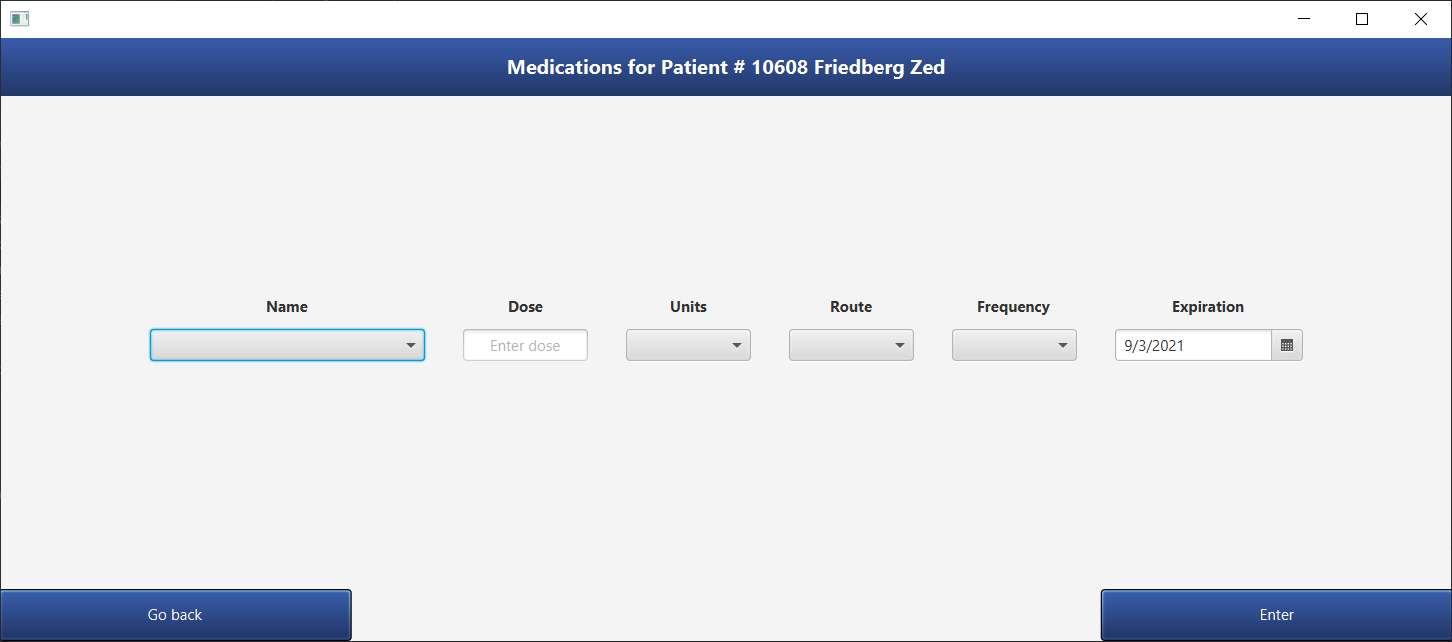 Medications for Patient # 10608 Friedberg Zed
Name Dose Units Route Frequency Expiration
Enter dose 9/3/2021
Go back Enter